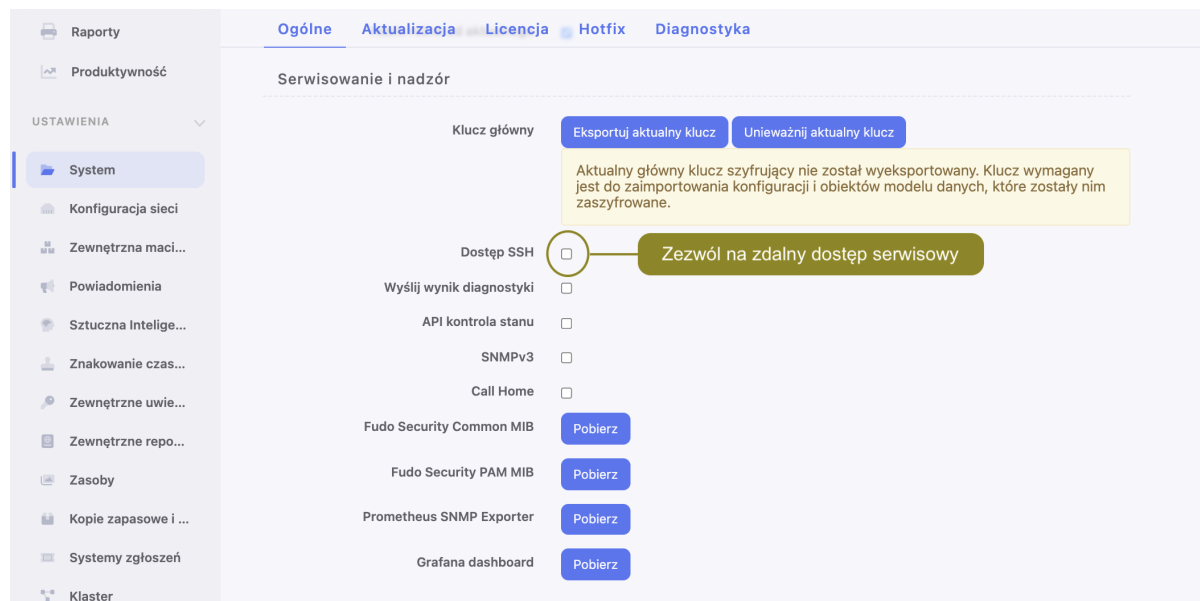 Raporty
Produktywność
USTAWIENIA
System
Konfiguracja sieci
Zewnętrzna maci...
Powiadomienia
Sztuczna Intelige...
Znakowanie czas...
Zewnętrzne uwie...
Zewnętrzne repo...
Zasoby
Kopie zapasowe i ...
Systemy zgłoszeń
Klaster
Ogólne Aktualizacja Licencja Hotfix Diagnostyka
Serwisowanie i nadzór
Klucz główny Eksportuj aktualny klucz Unieważnij aktualny klucz
Aktualny główny klucz szyfrujący nie został wyeksportowany. Klucz wymagany
jest do zaimportowania konfiguracji i obiektów modelu danych, które zostały nim
zaszyfrowane.
Dostęp SSH Zezwól na zdalny dostęp serwisowy
Wyślij wynik diagnostyki
API kontrola stanu
SNMPv3
Call Home
Fudo Security Common MIB Pobierz
Fudo Security PAM MIB Pobierz
Prometheus SNMP Exporter Pobierz
Grafana dashboard Pobierz